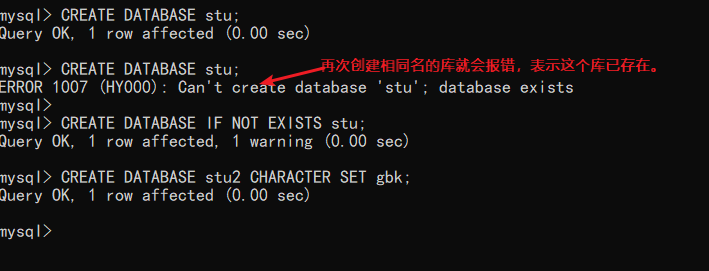 mysql> CREATE DATABASE stu;
Query OK, 1 row affected (0.00 sec)
mysql> CREATE DATABASE stu;
再次创建相同名的库就会报错，表示这个库已存在。
ERROR 1007 (HY000): Can't create database 'stu'; database exists
mysql>
mysql> CREATE DATABASE IF NOT EXISTS stu;
Query OK, 1 row affected, 1 warning (0.00 sec)
mysql> CREATE DATABASE stu2 CHARACTER SET gbk;
Query OK, 1 row affected (0.00 sec)
mysql>